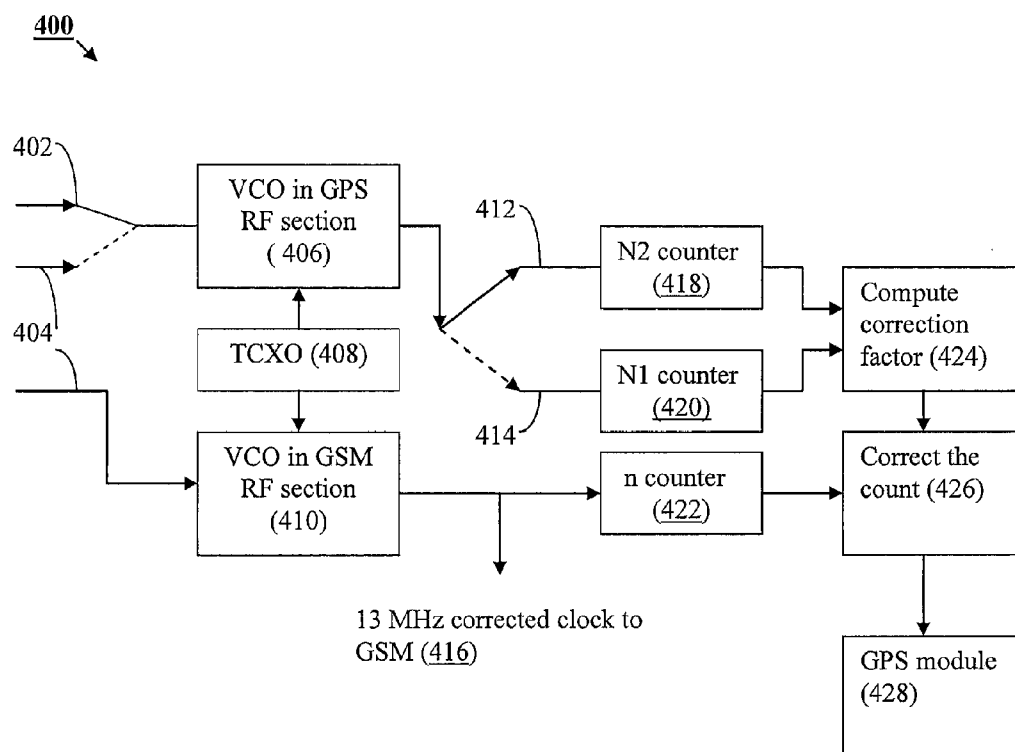 400
402
404
VCO in GPS
RF section
( 406)
TCXO (408)
VCO in GSM
RF section
(410)
412
414
N2 counter
(418)
N1 counter
(420)
n counter
(422)
Compute
correction
factor (424)
Correct the
count (426)
13 MHz corrected clock to
GSM (416)
GPS module
(428)